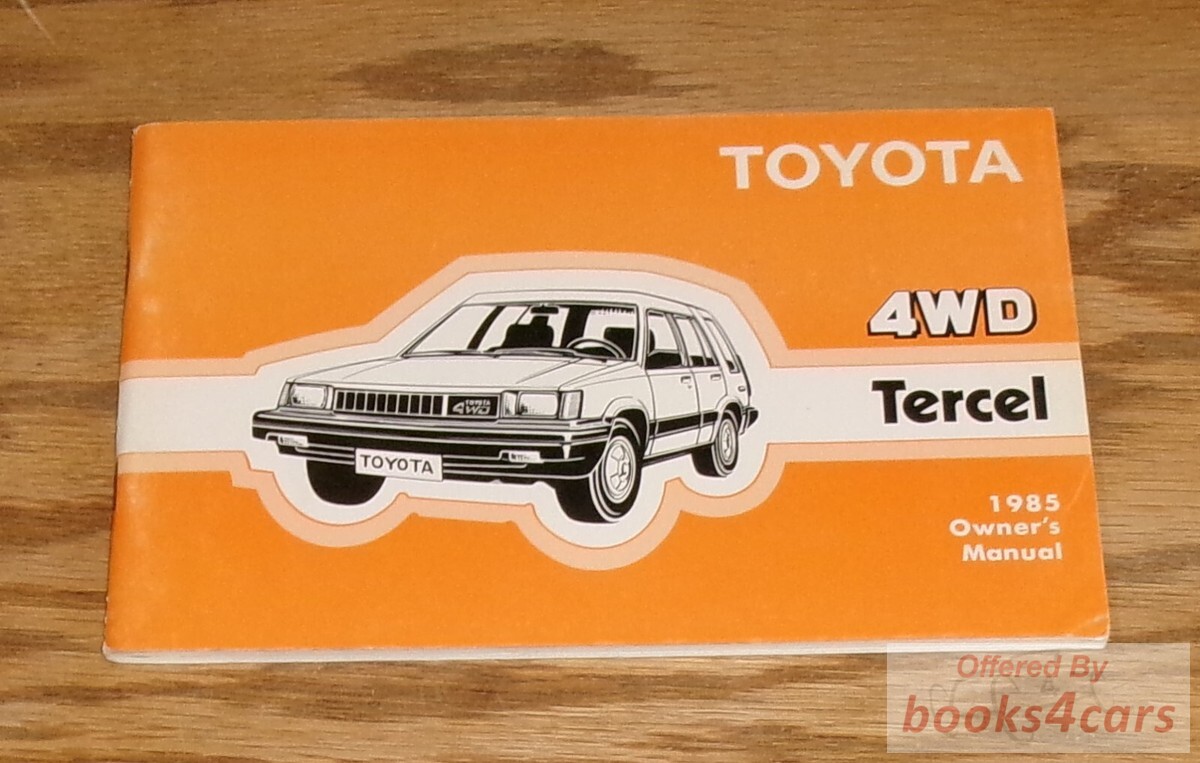 TOYOTA
4WD
Tercel
TOYOTA
4WD
TOYOTA
1985
Owner's
Manual
Offered By
books4cars